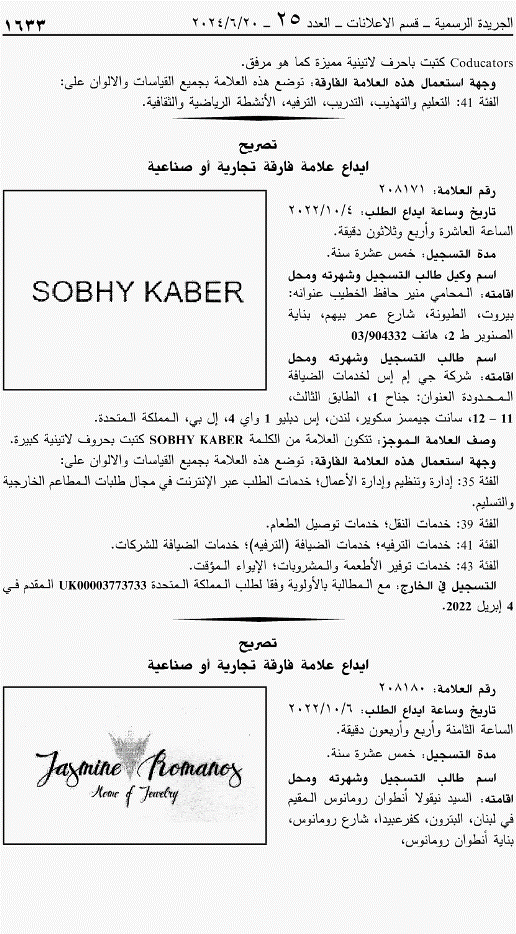 الجريدة الرسمية – قسم الاعلانات – العدد ٢٥ – ٢٠٢٤/٦/٢٠
١٦٣٣
Coducators كتبت باحرف لاتينية مميزة كما هو مرفق.
وجهة استعمال هذه العلامة الفارقة: توضع هذه العلامة بجميع القياسات والالوان على:
الفئة 41: التعليم والتهذيب، التدريب، الترفيه، الأنشطة الرياضية والثقافية.
تصريح
ايداع علامة فارقة تجارية أو صناعية
رقم العلامة: ٢٠٨١٧١
تاريخ وساعة ايداع الطلب: ٢٠٢٢/١٠/٤
الساعة العاشرة وأربع وثلاثون دقيقة.
مدة التسجيل: خمس عشرة سنة.
اسم وكيل طالب التسجيل وشهرته ومحل
اقامته: المحامي منير حافظ الخطيب عنوانه:
بيروت، الطيونة، شارع عمر بيهم، بناية
الصنوبر ط 2، هاتف 03/904332
اسم طالب التسجيل وشهرته ومحل
اقامته: شركة جي إم إس لخدمات الضيافة
المحدودة العنوان: جناح 1، الطابق الثالث،
11 – 12، سانت جيمسز سكوير، لندن، إس دبليو 1 واي 4، إل بي، المملكة المتحدة.
SOBHY KABER
وصف العلامة الموجز: تتكون العلامة من الكلمة SOBHY KABER كتبت بحروف لاتينية كبيرة.
وجهة استعمال هذه العلامة الفارقة: توضع هذه العلامة بجميع القياسات والالوان على:
الفئة 35: إدارة وتنظيم وإدارة الأعمال؛ خدمات الطلب عبر الإنترنت في مجال طلبات المطاعم الخارجية
والتسليم.
الفئة 39: خدمات النقل؛ خدمات توصيل الطعام.
الفئة 41: خدمات الترفيه؛ خدمات الضيافة (الترفيه)؛ خدمات الضيافة للشركات.
الفئة 43: خدمات توفير الأطعمة والمشروبات؛ الإيواء المؤقت.
التسجيل في الخارج: مع المطالبة بالأولوية وفقا لطلب المملكة المتحدة UK00003773733 المقدم في
4 إبريل 2022.
تصريح
ايداع علامة فارقة تجارية أو صناعية
رقم العلامة: ٢٠٨١٨٠
تاريخ وساعة ايداع الطلب: ٢٠٢٢/١٠/٦
الساعة الثامنة وأربع وأربعون دقيقة.
مدة التسجيل: خمس عشرة سنة.
اسم طالب التسجيل وشهرته ومحل
اقامته: السيد نيقولا أنطوان رومانوس المقيم
في لبنان، البترون، كفرعبيدا، شارع رومانوس،
بناية أنطوان رومانوس،
Jasmine Romanos
Home of Jewelry